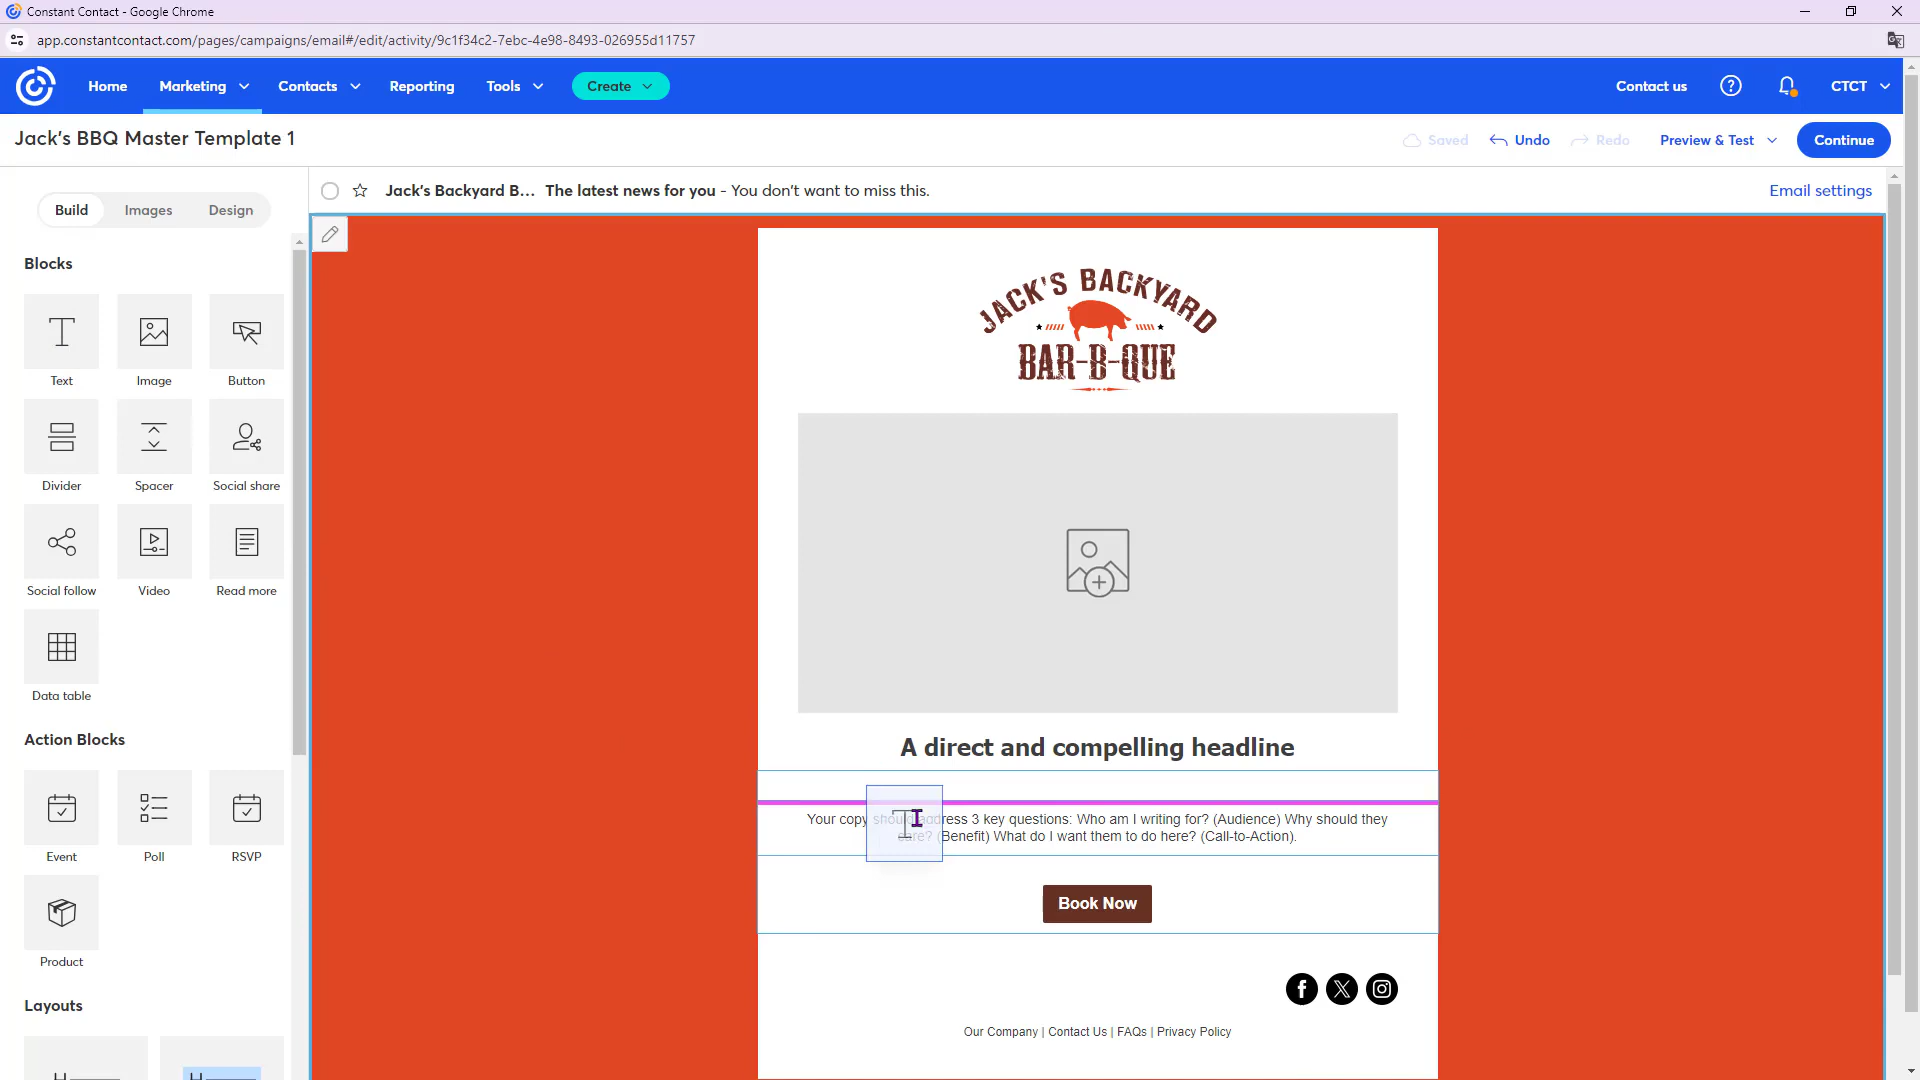 Constant Contact - Google Chrome
app.constantcontact.com/pages/campaigns/email#/edit/activity/9c1f34c2-7ebc-4e98-8493-026955d11757
Home Marketing Contacts Reporting Tools Create Contact us CTCT
Jack's BBQ Master Template 1
Saved Undo Redo Preview & Test Continue
Build Images Design
Jack's Backyard B... The latest news for you - You don't want to miss this. Email settings
Blocks
Text Image Button
Divider Spacer Social share
Social follow Video Read more
Data table
Action Blocks
Event Poll RSVP
Product
Layouts
JACK'S BACKYARD
BAR-B-QUE
A direct and compelling headline
Your copy should address 3 key questions: Who am I writing for? (Audience) Why should they
care? (Benefit) What do I want them to do here? (Call-to-Action).
Book Now
Our Company | Contact Us | FAQs | Privacy Policy